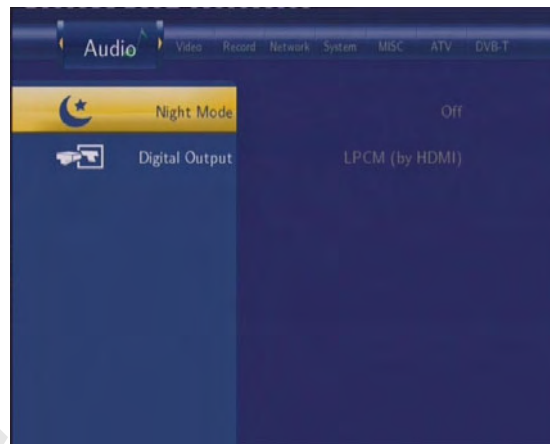 Audio Video Record Network System MISC ATV DVB-T
Night Mode Off
Digital Output LPCM (by HDMI)